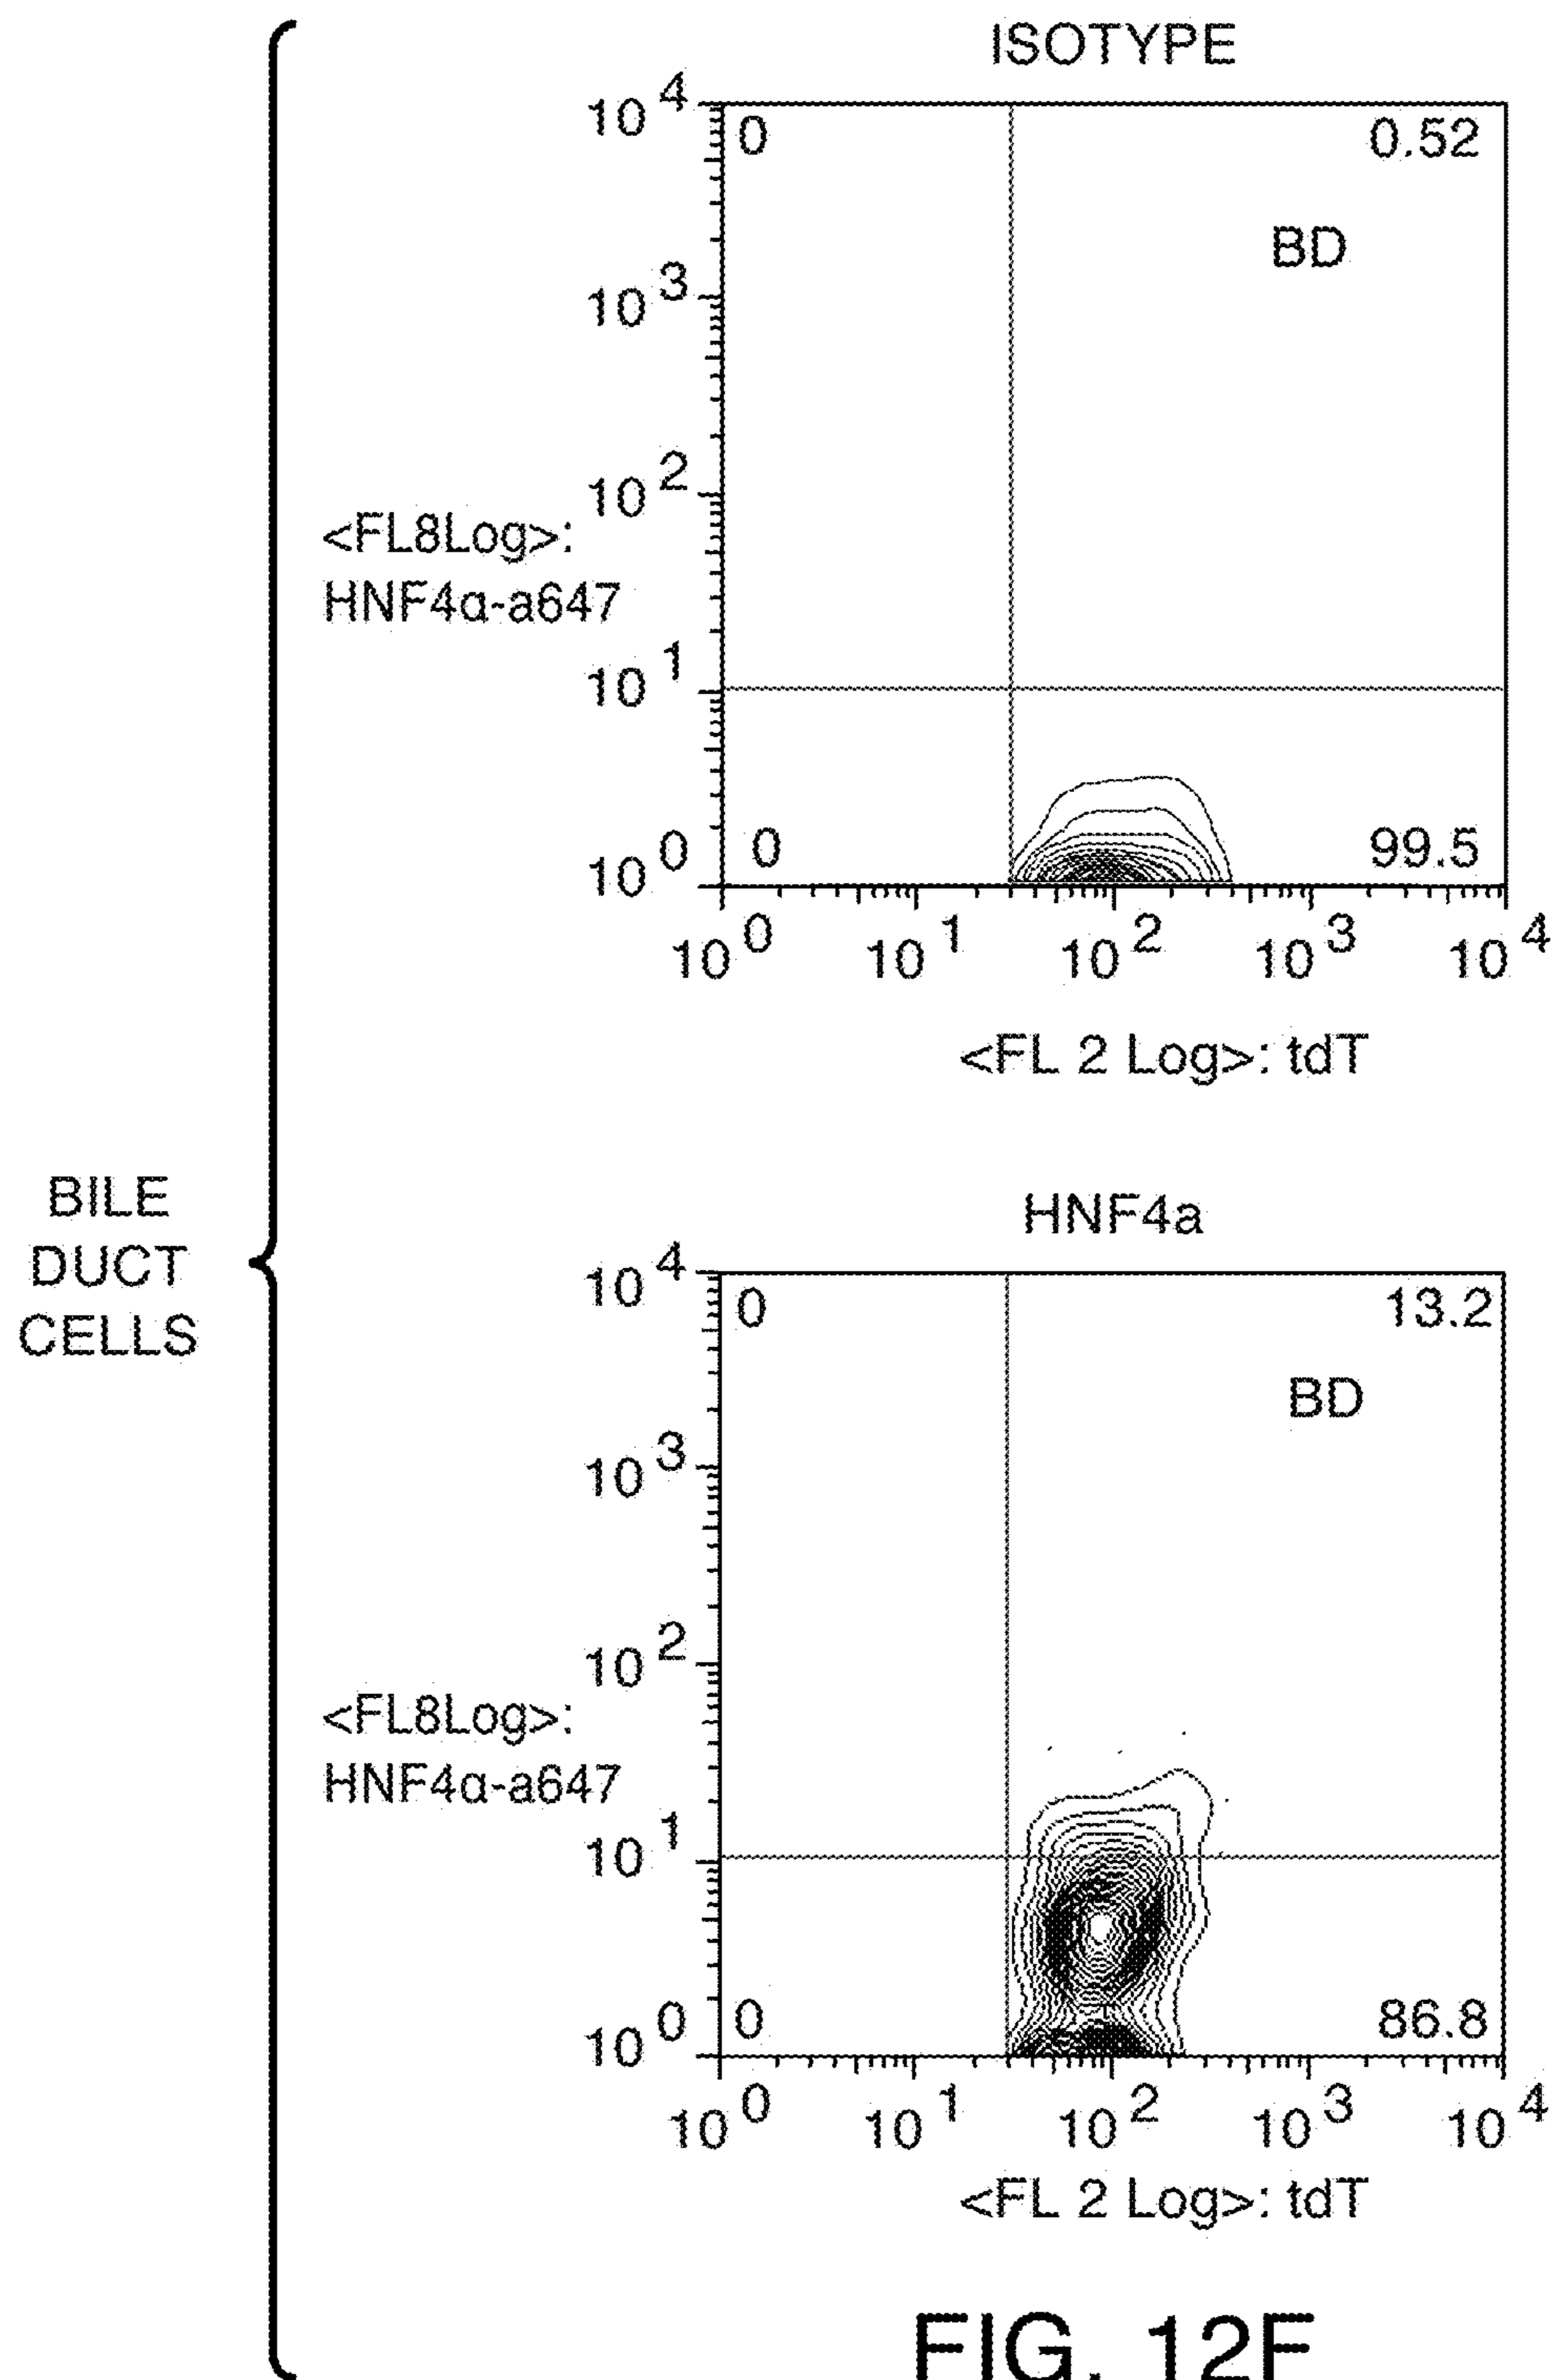 ISOTYPE
10^4
0
0.52
BD
10^3
10^2
<FL8Log>:
HNF4α-a647
10^1
10^0
0
99.5
10^0 10^1 10^2 10^3 10^4
<FL 2 Log>: tdT
BILE
DUCT
CELLS
HNF4a
10^4
0
13.2
BD
10^3
10^2
<FL8Log>:
HNF4α-a647
10^1
10^0
0
86.8
10^0 10^1 10^2 10^3 10^4
<FL 2 Log>: tdT
FIG. 12F